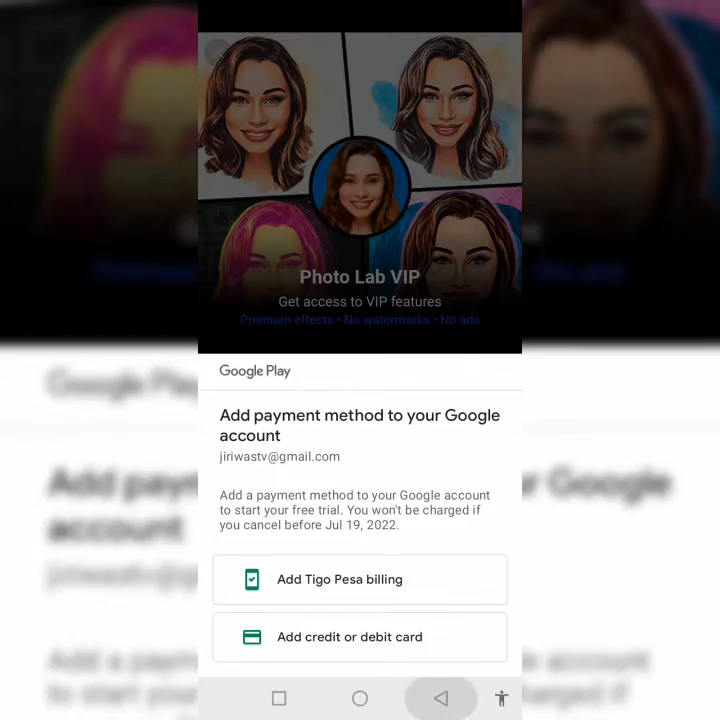 Photo Lab VIP
Get access to VIP features
Premium effects • No watermarks • No ads
Google Play
Add payment method to your Google
account
jiriwastv@gmail.com
Add a payment method to your Google account
to start your free trial. You won't be charged if
you cancel before Jul 19, 2022.
Add Tigo Pesa billing
Add credit or debit card